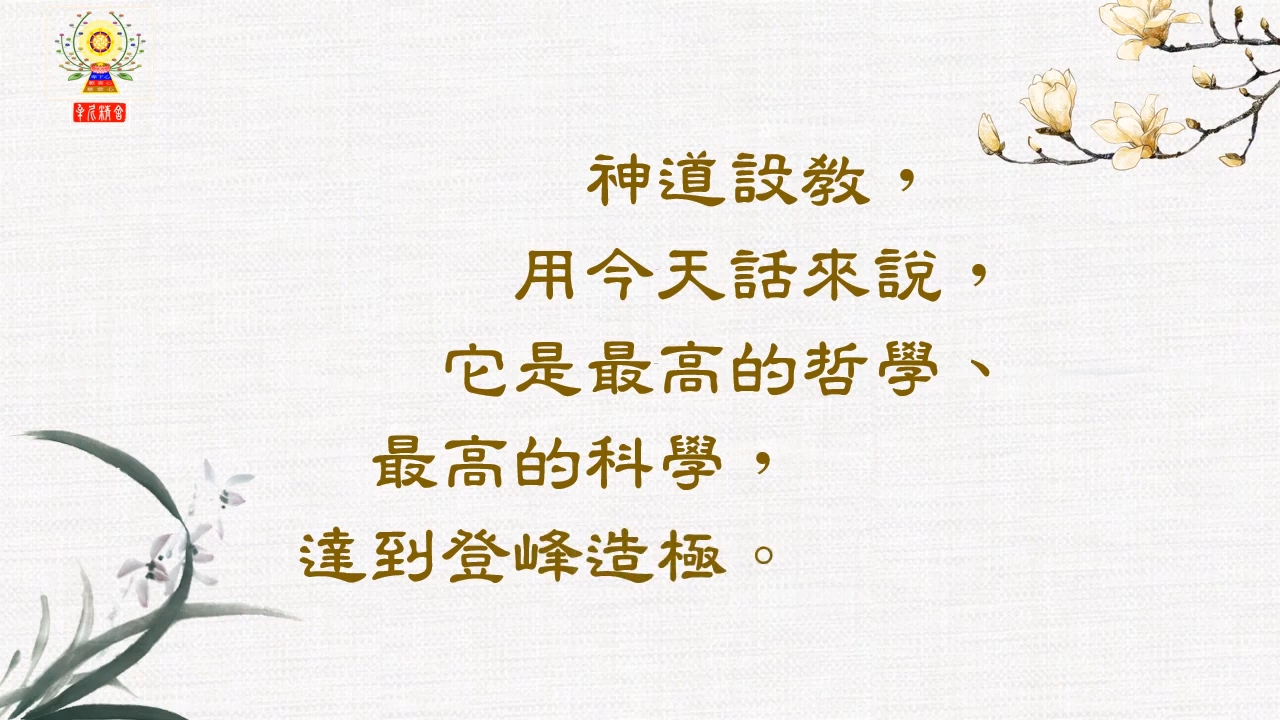 神道設教，
用今天話來說，
它是最高的哲學、
最高的科學，
達到登峰造極。